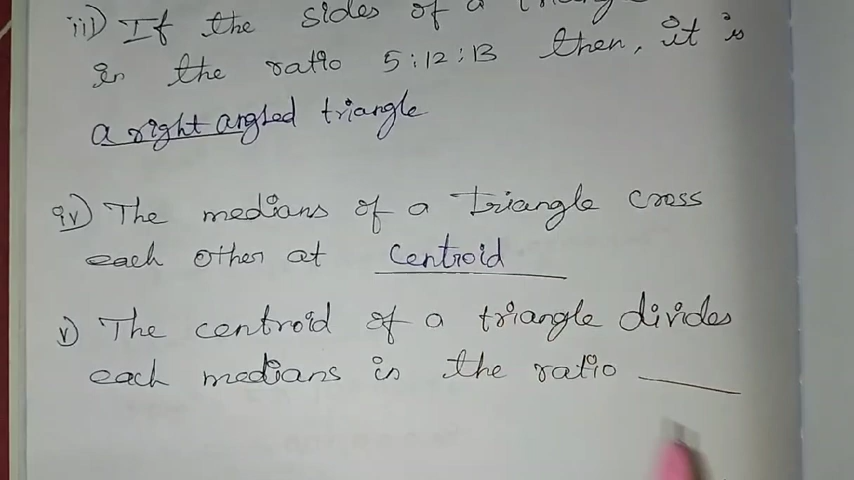 iii) If the sides of a triangle
in the ratio 5:12:13 then, it is
a right angled triangle
iv) The medians of a triangle cross
each other at centroid
v) The centroid of a triangle divides
each medians in the ratio